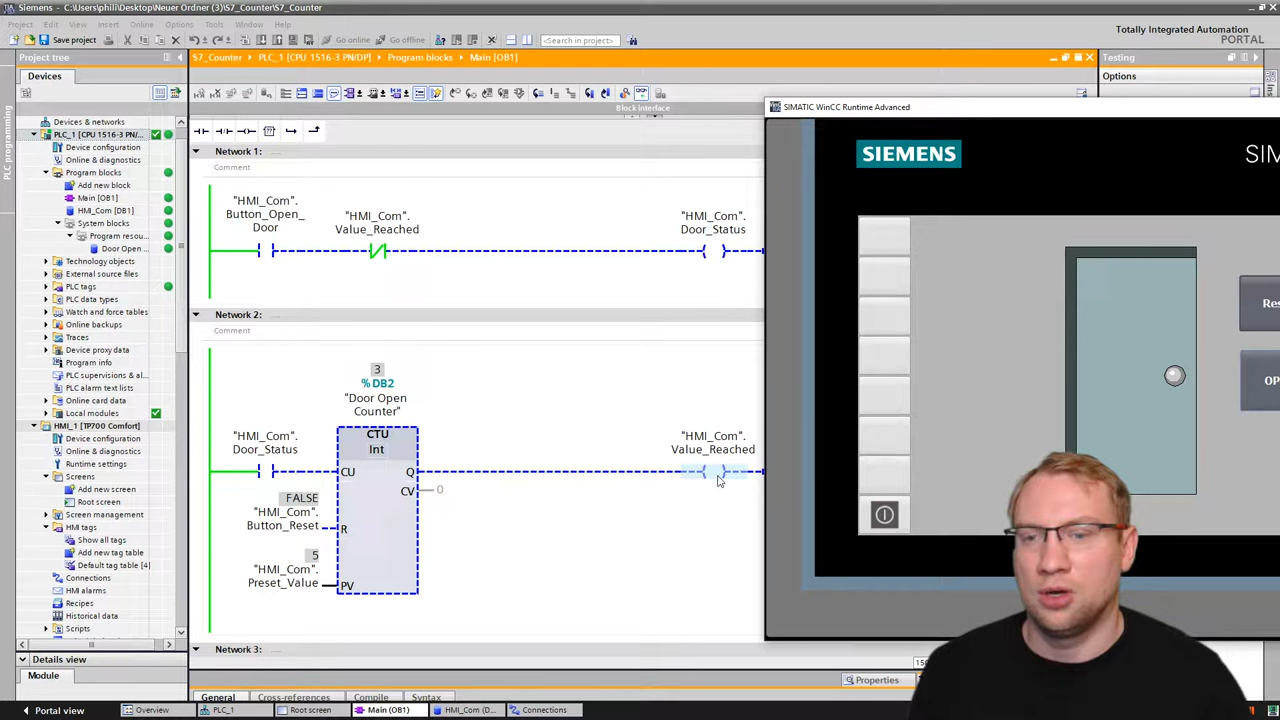 Siemens - C:\Users\phili\Desktop\Neuer Ordner (3)\S7_Counter\S7_Counter
Project Edit View Insert Online Options Tools Window Help
Save project
Go online
Go offline
<Search in project>
Totally Integrated Automation
PORTAL
Project tree
Devices
PLC programming
Devices & networks
PLC_1 [CPU 1516-3 PN/...
Device configuration
Online & diagnostics
Program blocks
Add new block
Main [OB1]
HMI_Com [DB1]
System blocks
Program resou...
Door Open ...
Technology objects
External source files
PLC tags
PLC data types
Watch and force tables
Online backups
Traces
Device proxy data
Program info
PLC supervisions & al...
PLC alarm text lists
Online card data
Local modules
HMI_1 [TP700 Comfort]
Device configuration
Online & diagnostics
Runtime settings
Screens
Add new screen
Root screen
Screen management
HMI tags
Show all tags
Add new tag table
Default tag table [4]
Connections
HMI alarms
Recipes
Historical data
Scripts
Details view
Module
S7_Counter
PLC_1 [CPU 1516-3 PN/DP]
Program blocks
Main [OB1]
Block interface
Network 1: ....
Comment
"HMI_Com".
Button_Open_
Door
"HMI_Com".
Value_Reached
"HMI_Com".
Door_Status
Network 2: ....
Comment
3
%DB2
"Door Open
Counter"
CTU
Int
"HMI_Com".
Door_Status
CU
Q
CV
0
FALSE
"HMI_Com".
Button_Reset
R
5
"HMI_Com".
Preset_Value
PV
"HMI_Com".
Value_Reached
Network 3: ....
Properties
General
Cross-references
Compile
Syntax
Testing
Options
SIMATIC WinCC Runtime Advanced
SIEMENS
SIM
Res
OP
Portal view
Overview
PLC_1
Root screen
Main (OB1)
HMI_Com (D...
Connections